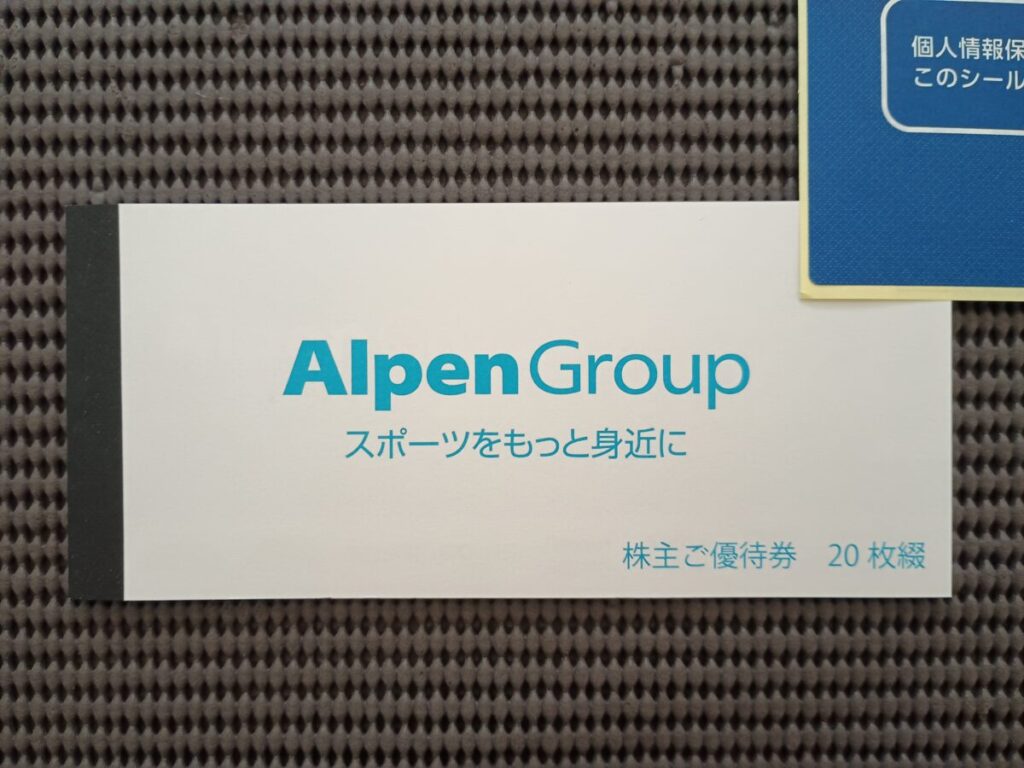 個人情報保
このシール
Alpen Group
スポーツをもっと身近に
株主ご優待券 20 枚綴